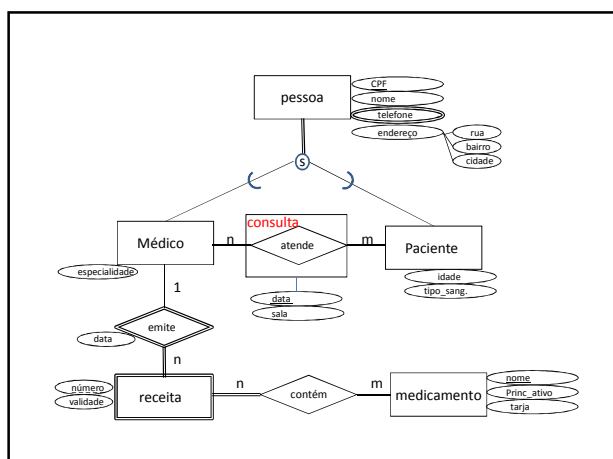 CPF
pessoa
nome
telefone
endereço
rua
bairro
cidade
s
consulta
Médico
n
atende
m
Paciente
especialidade
idade
tipo_sang.
1
data
sala
data
emite
n
número
validade
receita
n
contém
m
medicamento
nome
Princ_ativo
tarja